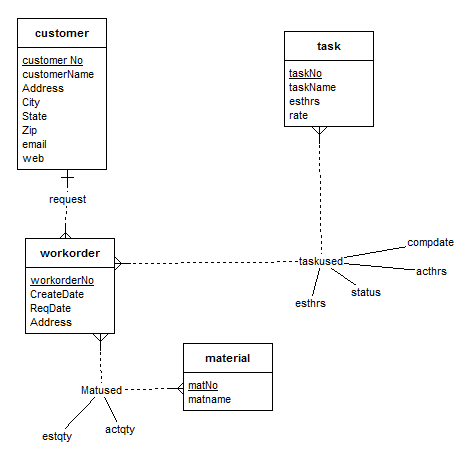 customer
customer No
customerName
Address
City
State
Zip
email
web
task
taskNo
taskName
esthrs
rate
request
workorder
workorderNo
CreateDate
ReqDate
Address
taskused
compdate
acthrs
status
esthrs
material
matNo
matname
Matused
estqty
actqty